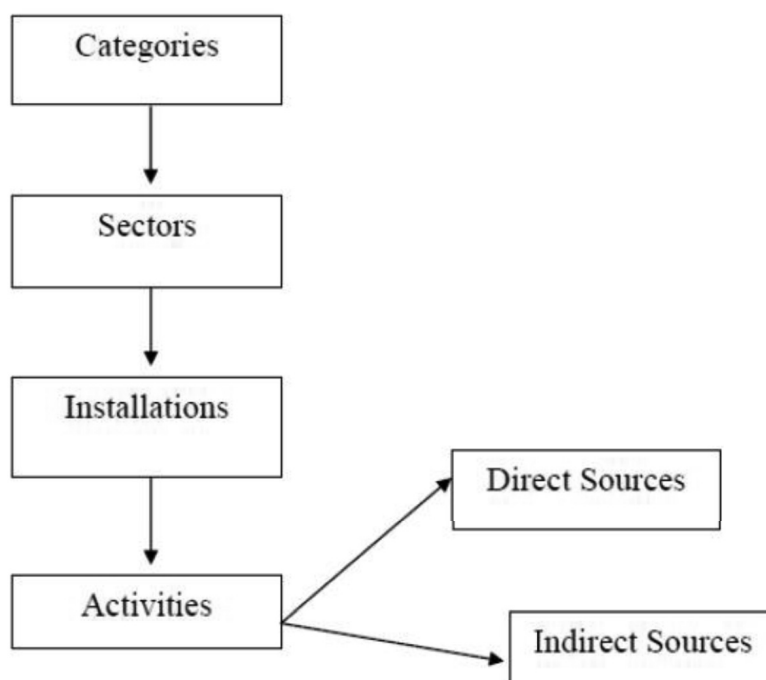 Categories
Sectors
Installations
Direct Sources
Activities
Indirect Sources